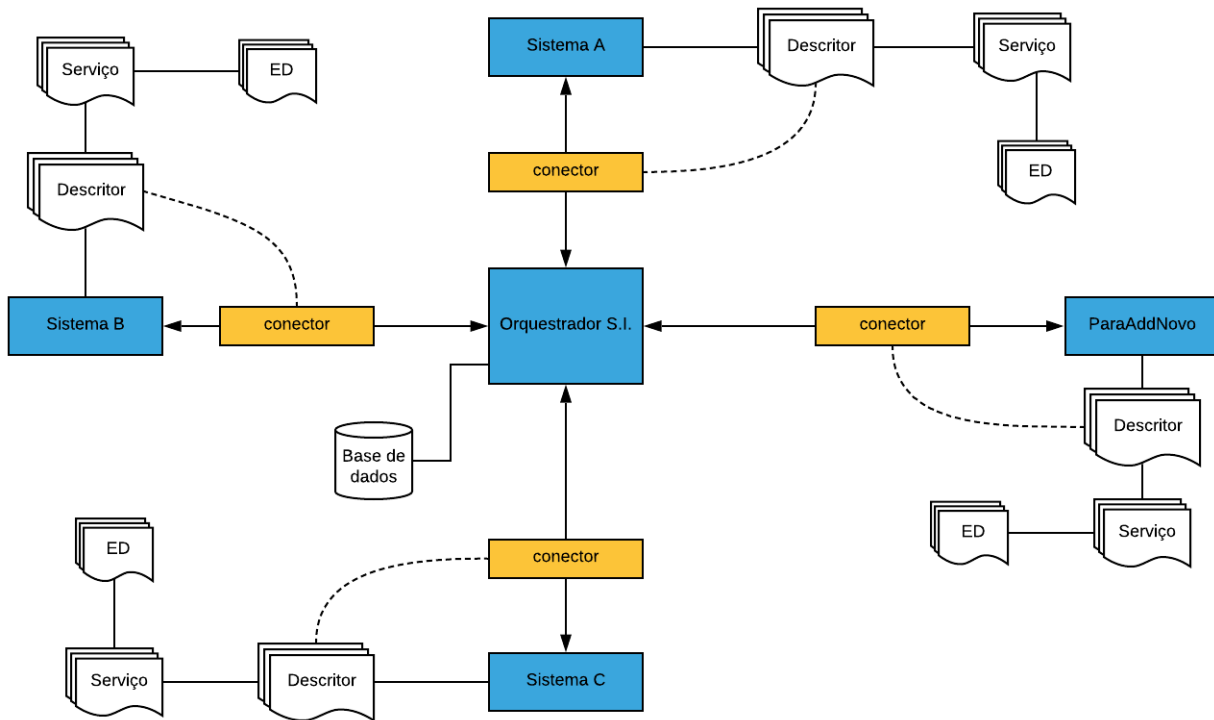 Sistema A
Descritor
Serviço
Serviço
ED
conector
ED
Descritor
Sistema B
conector
Orquestrador S.I.
conector
ParaAddNovo
Descritor
Base de
dados
ED
Serviço
ED
conector
Serviço
Descritor
Sistema C